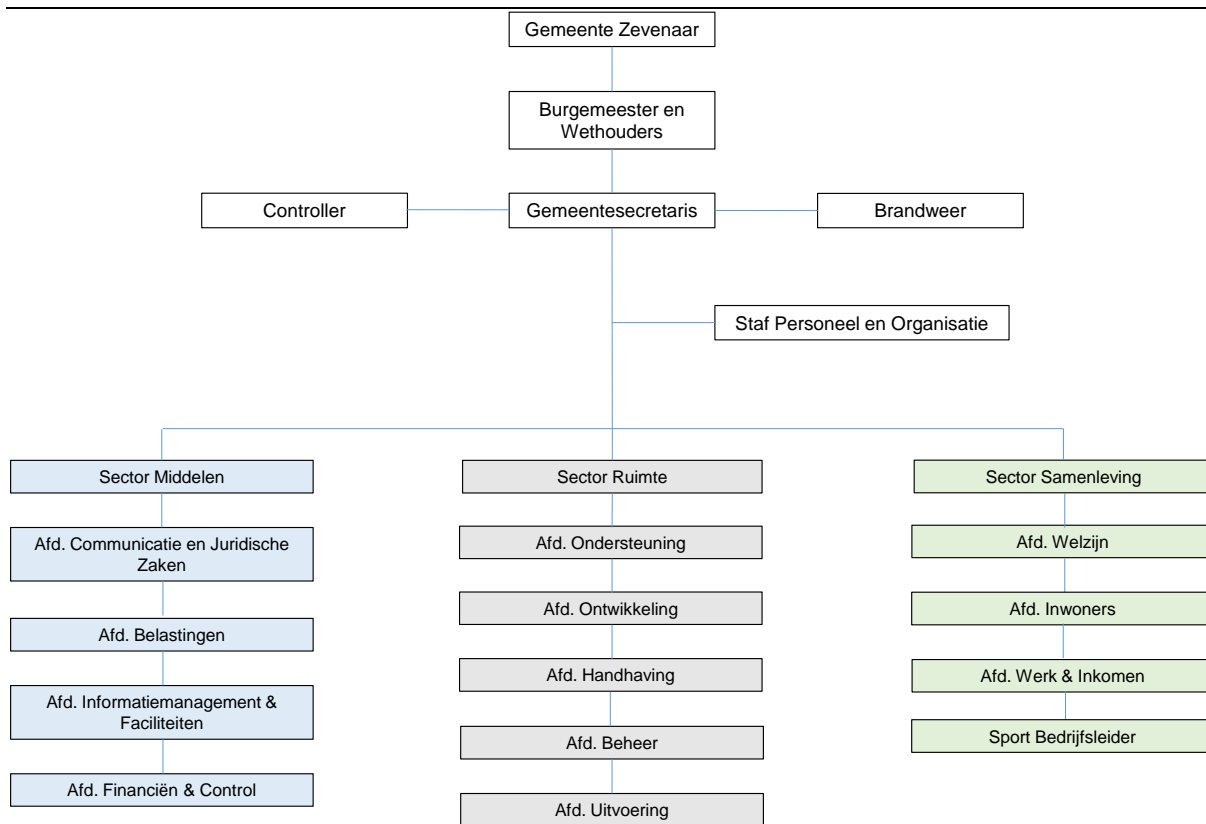 Gemeente Zevenaar
Burgemeester en
Wethouders
Controller
Gemeentesecretaris
Brandweer
Staf Personeel en Organisatie
Sector Middelen
Afd. Communicatie en Juridische
Zaken
Afd. Belastingen
Afd. Informatiemanagement &
Faciliteiten
Afd. Financiën & Control
Sector Ruimte
Afd. Ondersteuning
Afd. Ontwikkeling
Afd. Handhaving
Afd. Beheer
Afd. Uitvoering
Sector Samenleving
Afd. Welzijn
Afd. Inwoners
Afd. Werk & Inkomen
Sport Bedrijfsleider